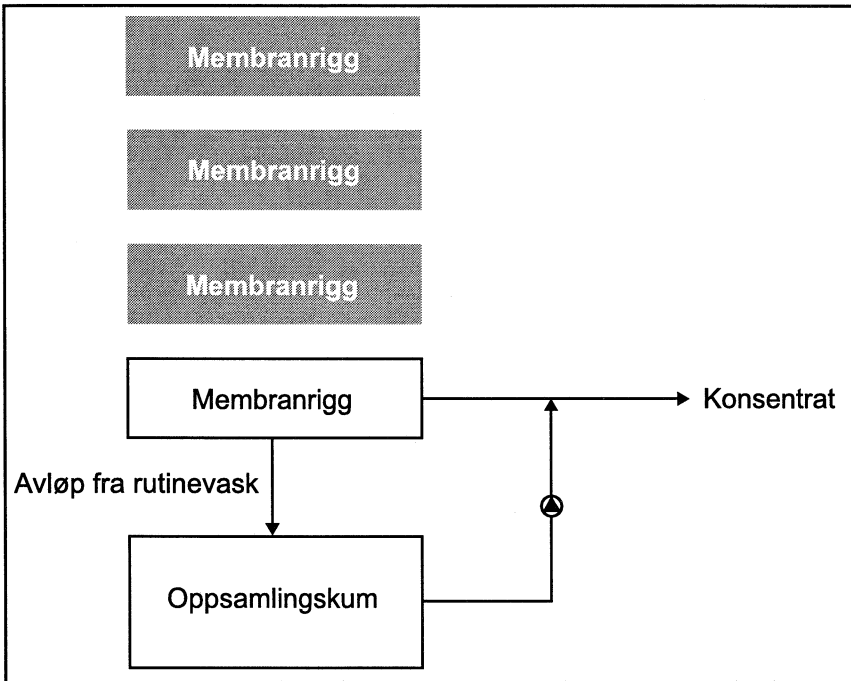 Membranrigg
Membranrigg
Membranrigg
Membranrigg
Konsentrat
Avløp fra rutinevask
Oppsamlingskum